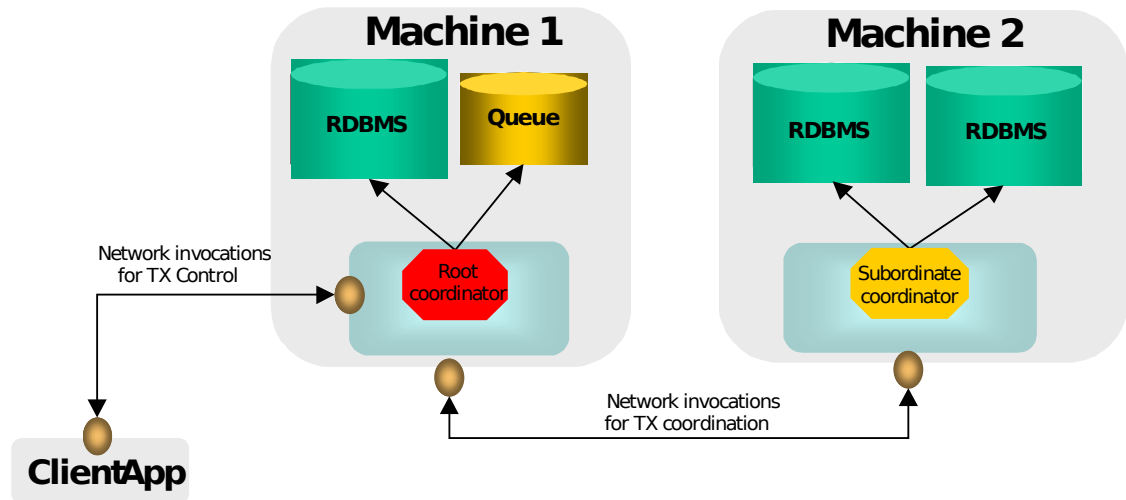 Machine 1
Machine 2
RDBMS
Queue
RDBMS
RDBMS
Network invocations
for TX Control
Root
coordinator
Subordinate
coordinator
Network invocations
for TX coordination
ClientApp